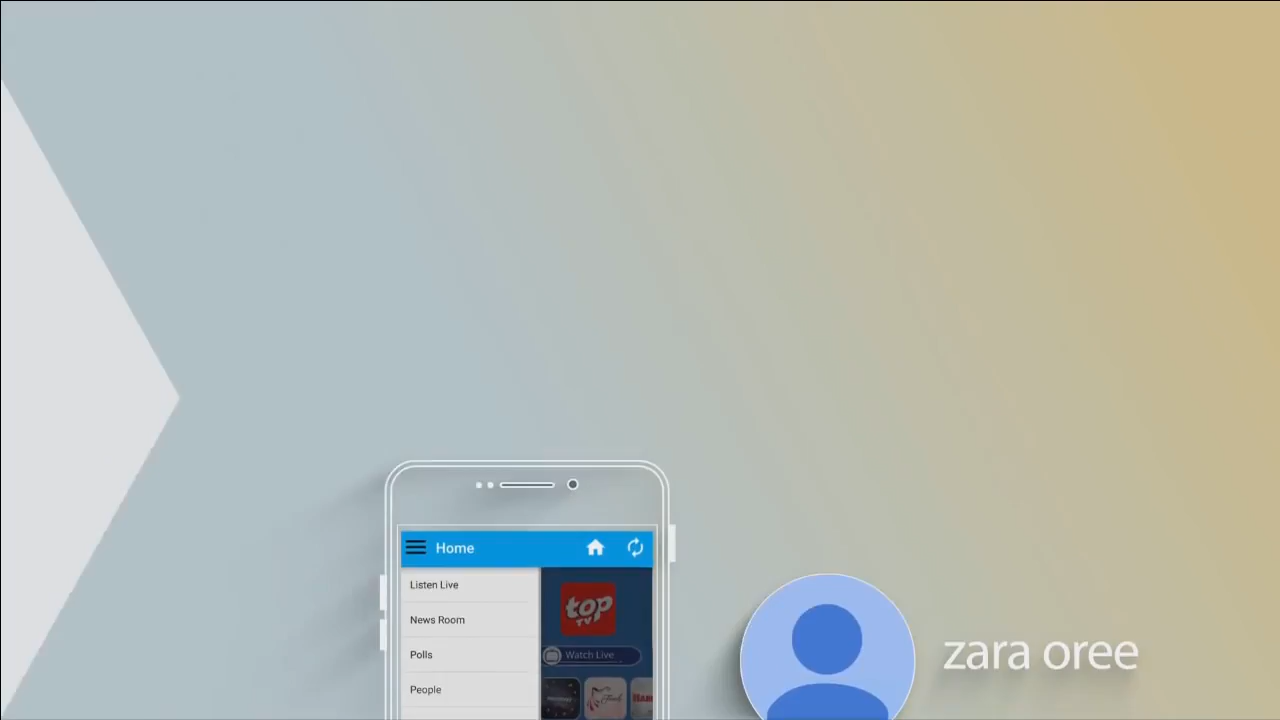 Home
Listen Live
News Room
Polls
People
top
TV
Watch Live
zara oree